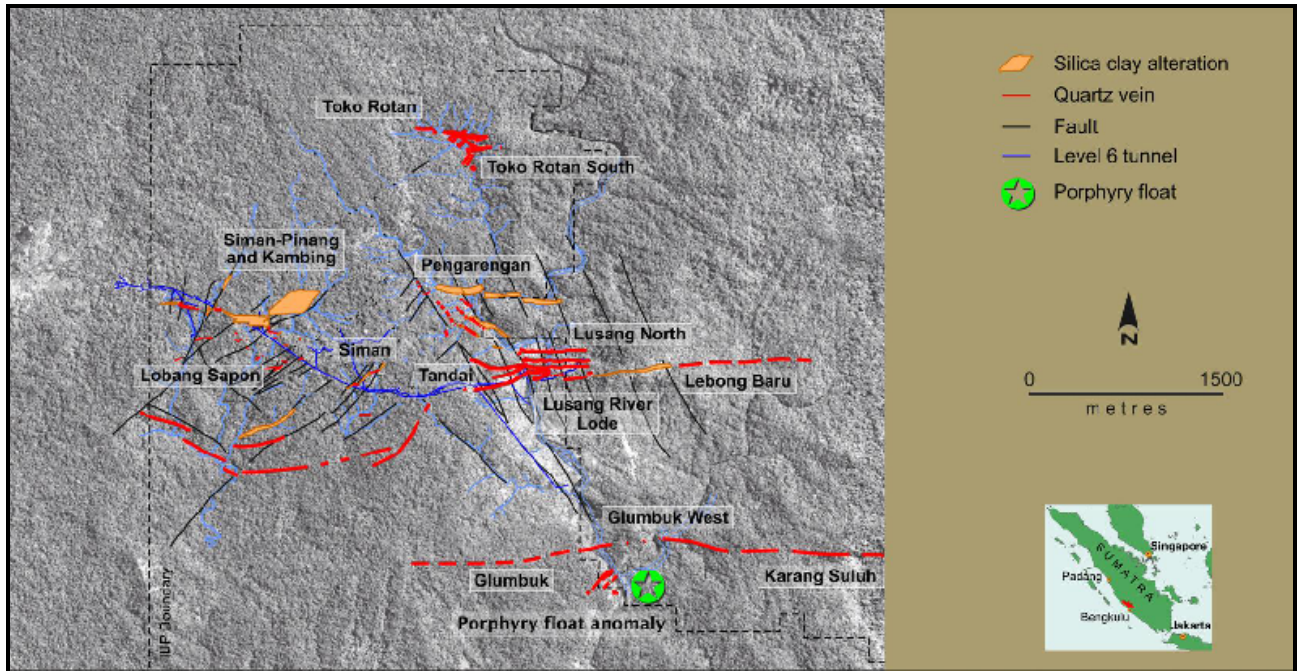 Toko Rotan
Toko Rotan South
Siman-Pinang
and Kambing
Pengarengan
Lusang North
Siman
Lobang Sapon
Tandai
Lebong Baru
Lusang River
Lode
Glumbuk West
Glumbuk
Karang Suluh
Porphyry float anomaly
IUP Boundary
Silica clay alteration
Quartz vein
Fault
Level 6 tunnel
Porphyry float
N
0 1500
metres
SUMATRA
Singapore
Padang
Bengkulu
Jakarta